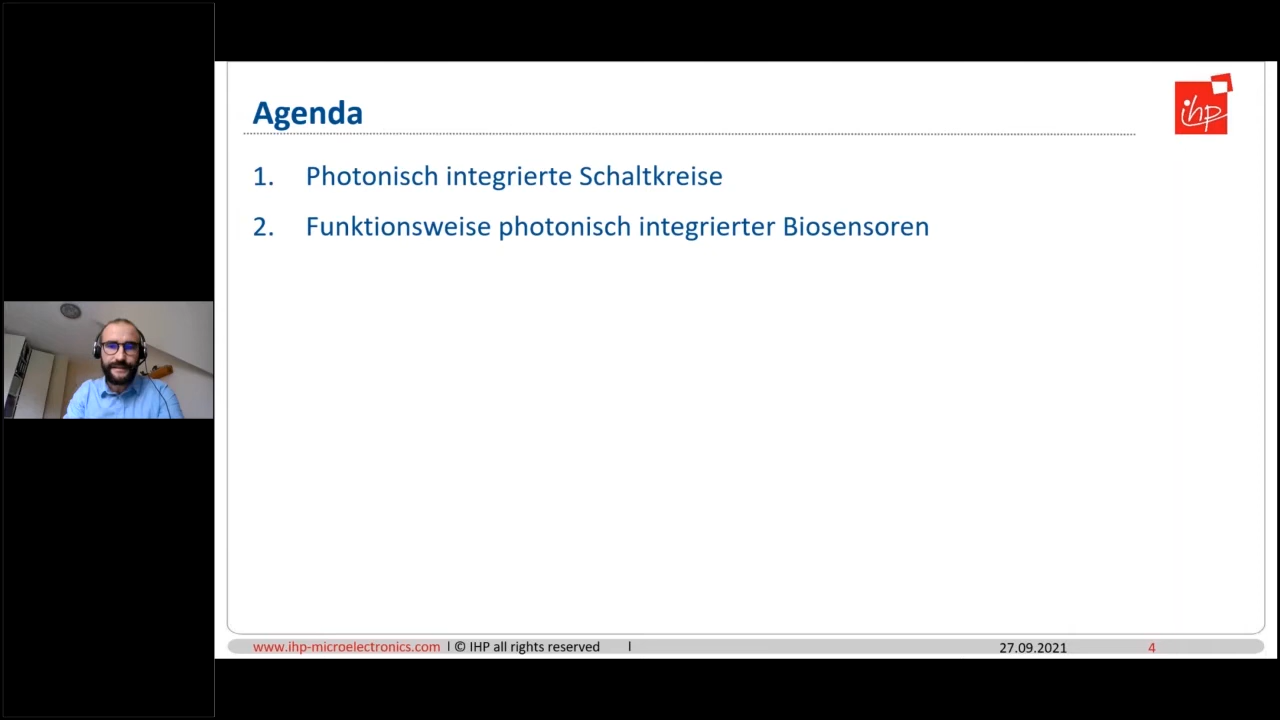 Agenda
ihp
1. Photonisch integrierte Schaltkreise
2. Funktionsweise photonisch integrierter Biosensoren
www.ihp-microelectronics.com I © IHP all rights reserved I 27.09.2021 4